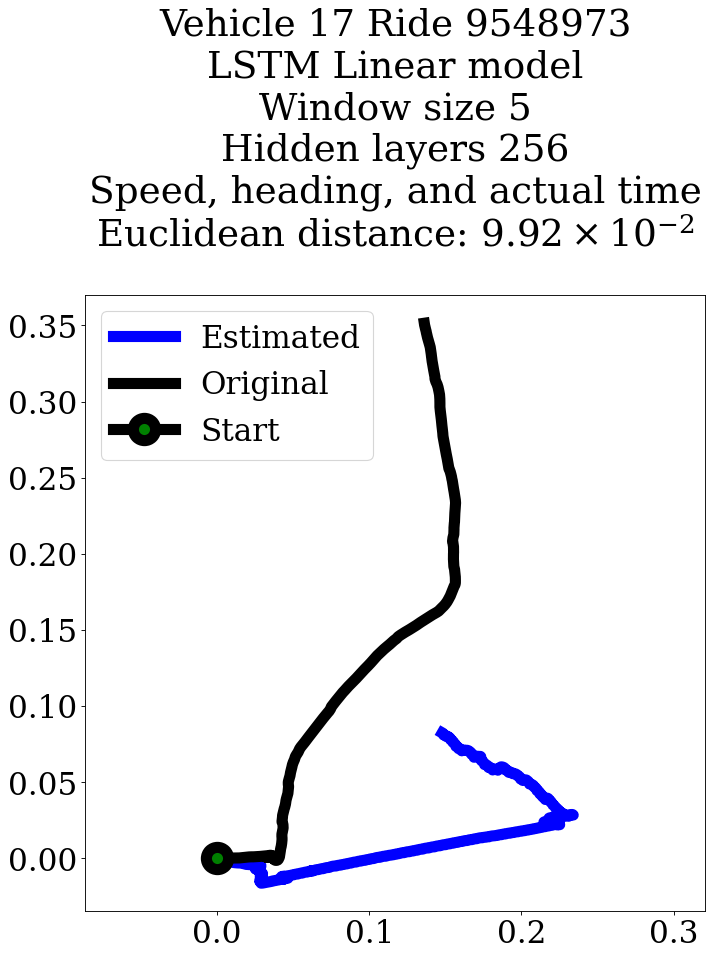 Vehicle 17 Ride 9548973
LSTM Linear model
Window size 5
Hidden layers 256
Speed, heading, and actual time
Euclidean distance: 9.92 × 10⁻²
Estimated
Original
Start
0.35
0.30
0.25
0.20
0.15
0.10
0.05
0.00
0.0 0.1 0.2 0.3